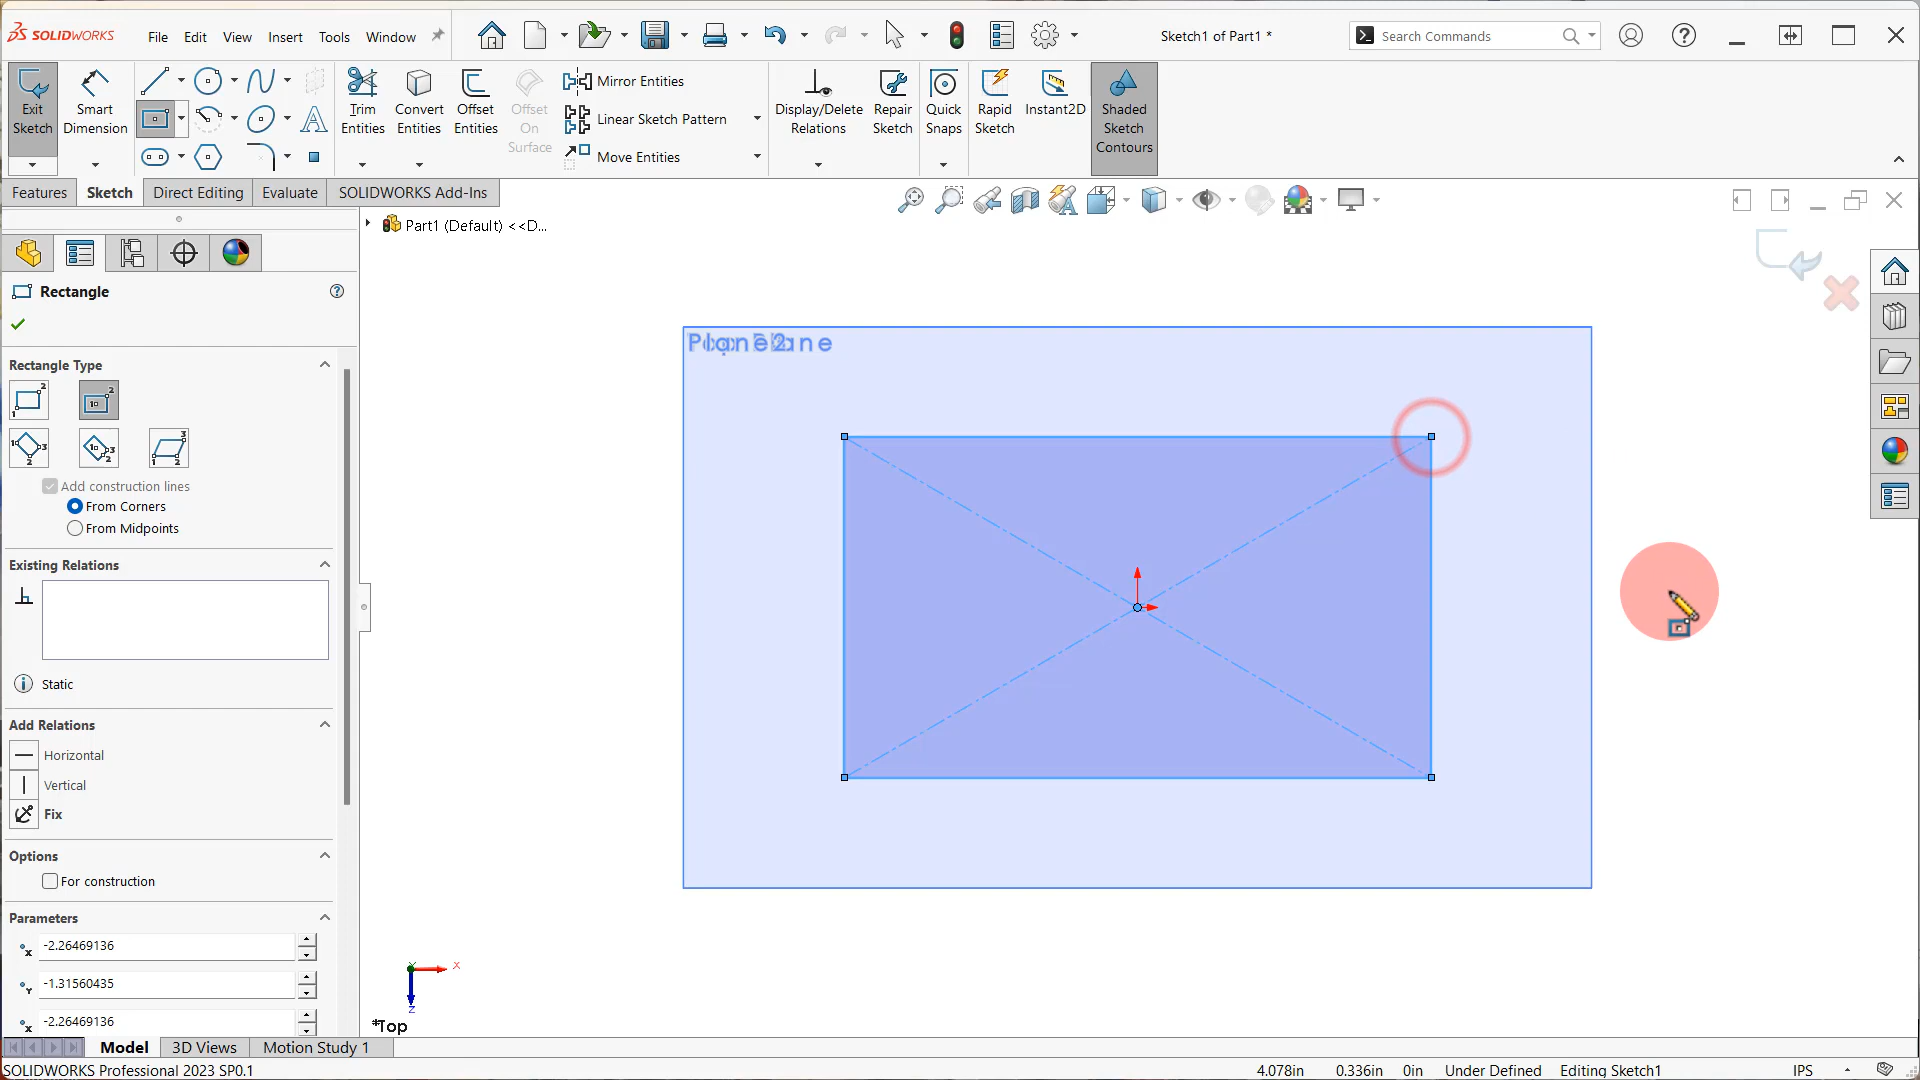 SOLIDWORKS
File Edit View Insert Tools Window
Sketch1 of Part1 *
Search Commands
Exit Sketch
Smart Dimension
Trim Entities
Convert Entities
Offset Entities
Offset On Surface
Mirror Entities
Linear Sketch Pattern
Move Entities
Display/Delete Relations
Repair Sketch
Quick Snaps
Rapid Sketch
Instant2D
Shaded Sketch Contours
Features Sketch Direct Editing Evaluate SOLIDWORKS Add-Ins
Part1 (Default) <<D...
Rectangle
Rectangle Type
Add construction lines
From Corners
From Midpoints
Existing Relations
Static
Add Relations
Horizontal
Vertical
Fix
Options
For construction
Parameters
-2.26469136
-1.31560435
-2.26469136
X
Z
*Top
Model 3D Views Motion Study 1
SOLIDWORKS Professional 2023 SP0.1
4.078in 0.336in 0in Under Defined Editing Sketch1 IPS